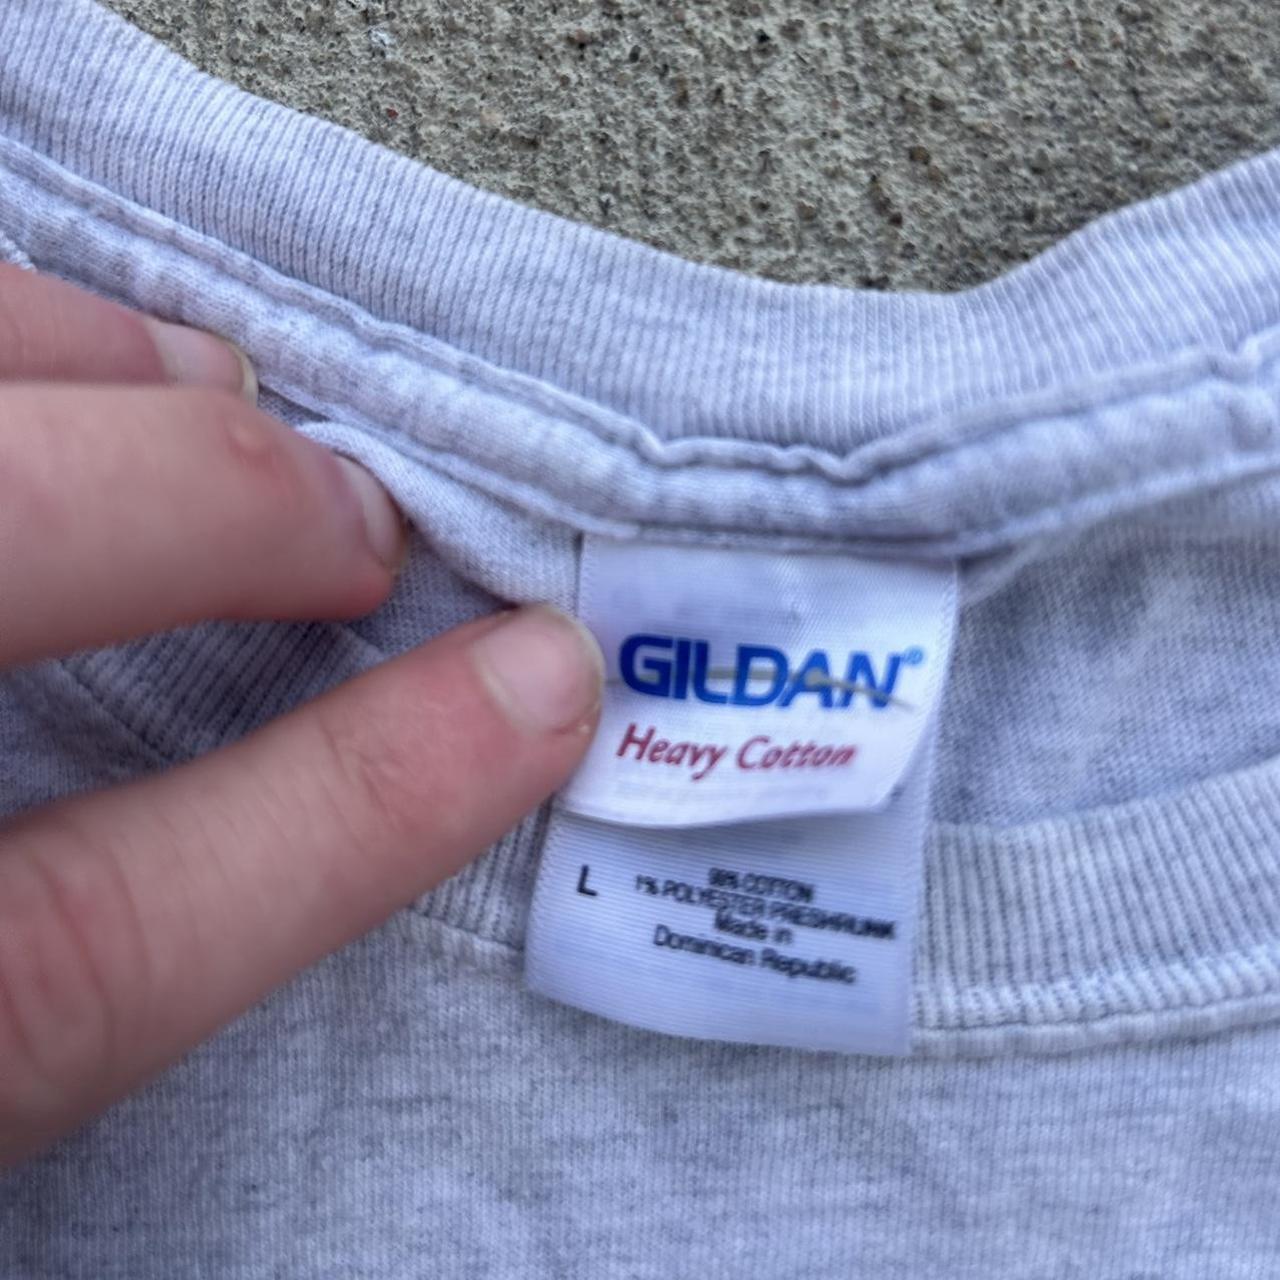 GILDAN®
Heavy Cotton
L
99% COTTON
1% POLYESTER PRESHRUNK
Made in
Dominican Republic